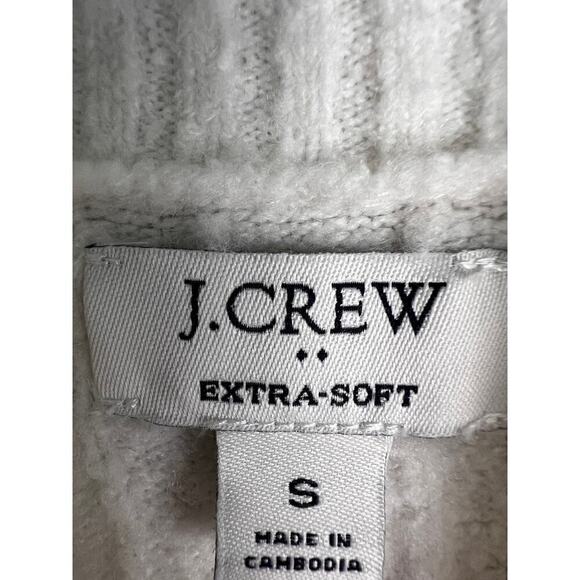 J.CREW
EXTRA-SOFT
S
MADE IN
CAMBODIA